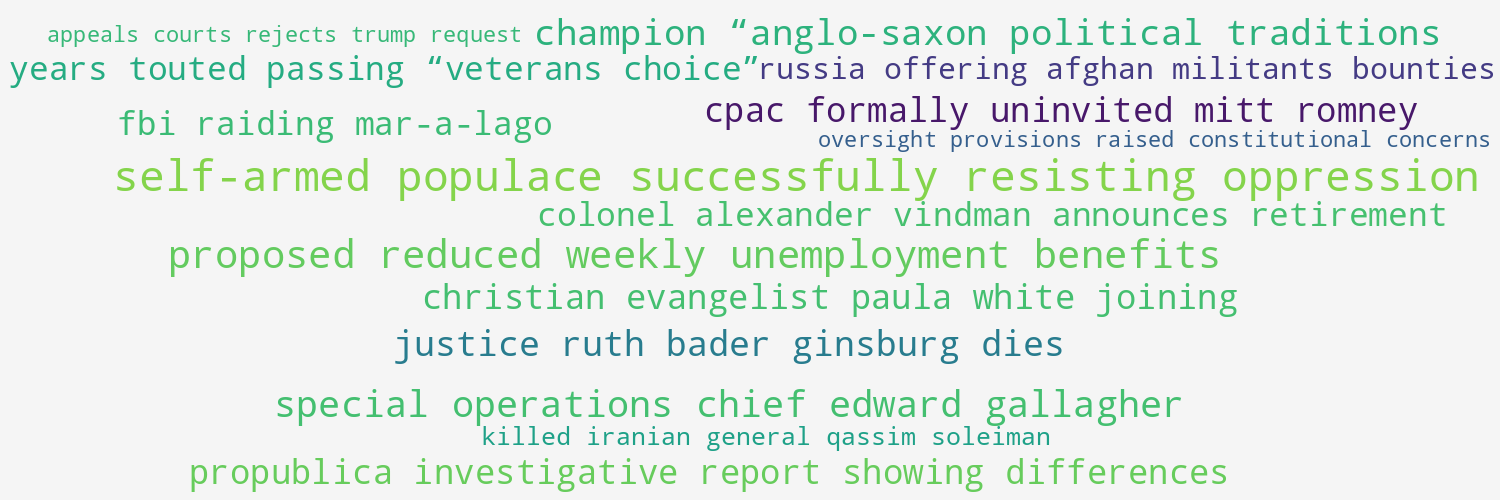 appeals courts rejects trump request champion “anglo-saxon political traditions
years touted passing “veterans choice” russia offering afghan militants bounties
cpac formally uninvited mitt romney
fbi raiding mar-a-lago
oversight provisions raised constitutional concerns
self-armed populace successfully resisting oppression
colonel alexander vindman announces retirement
proposed reduced weekly unemployment benefits
christian evangelist paula white joining
justice ruth bader ginsburg dies
special operations chief edward gallagher
killed iranian general qassim soleiman
propublica investigative report showing differences